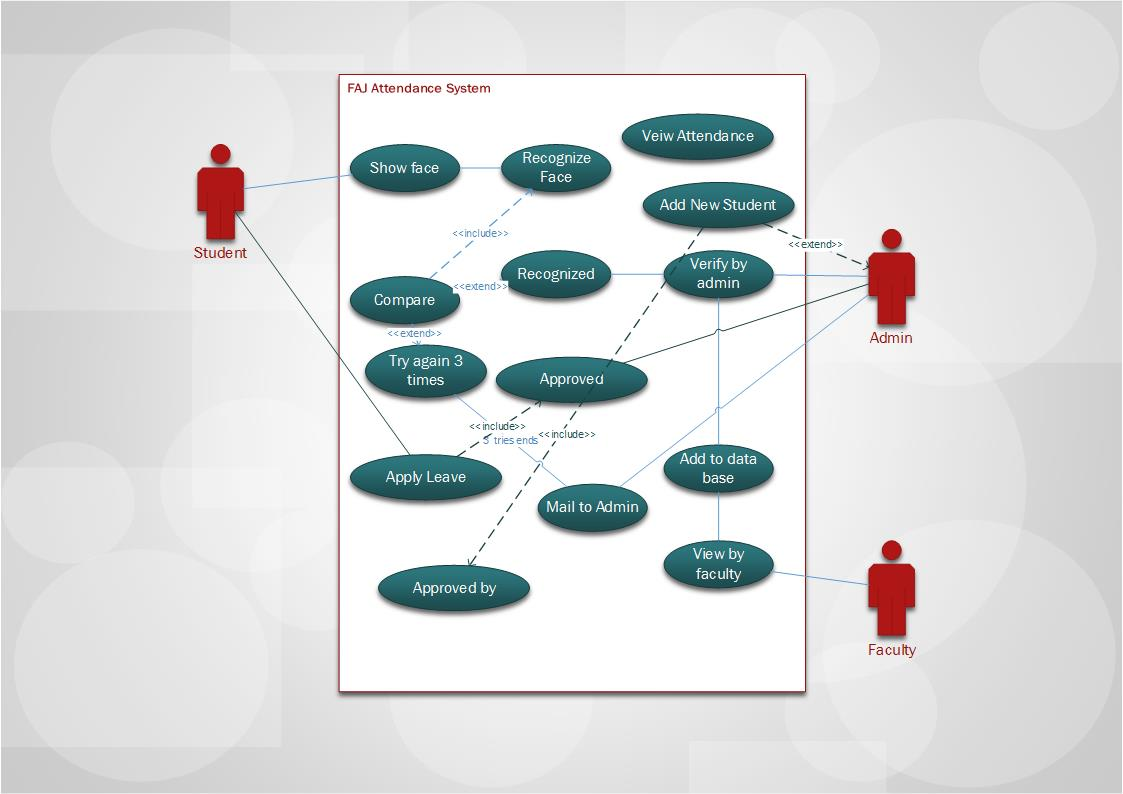 FAJ Attendance System
Veiw Attendance
Show face
Recognize
Face
Add New Student
<<include>>
<<extend>>
Student
Verify by
admin
Recognized
<<extend>>
Compare
<<extend>>
Admin
Try again 3
times
Approved
<<include>>
<<include>>
3 tries ends
Add to data
base
Apply Leave
Mail to Admin
View by
faculty
Approved by
Faculty